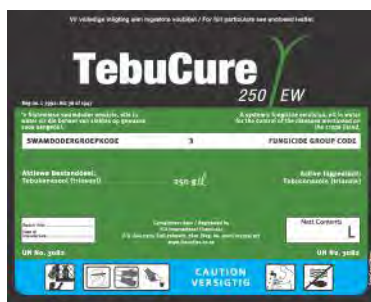 Vir volledige inligting sien ingeslote voubiljet / For full particulars see enclosed leaflet
TebuCure
250 EW
'n Sistemiese swamdoder emulsie, olie in
water vir die beheer van siektes op gewasse
soos aangedui.
A systemic fungicide emulsion, oil in water
for the control of the diseases mentioned on
the crops listed.
SWAMDODERGROEPKODE 3 FUNGICIDE GROUP CODE
Aktiewe Bestanddeel:
Tebukonasool (triasool)
250 g/ℓ
Active Ingredient:
Tebuconazole (triazole)
Nett Contents
L
UN No. 3082
UN No. 3082
CAUTION
VERSIGTIG